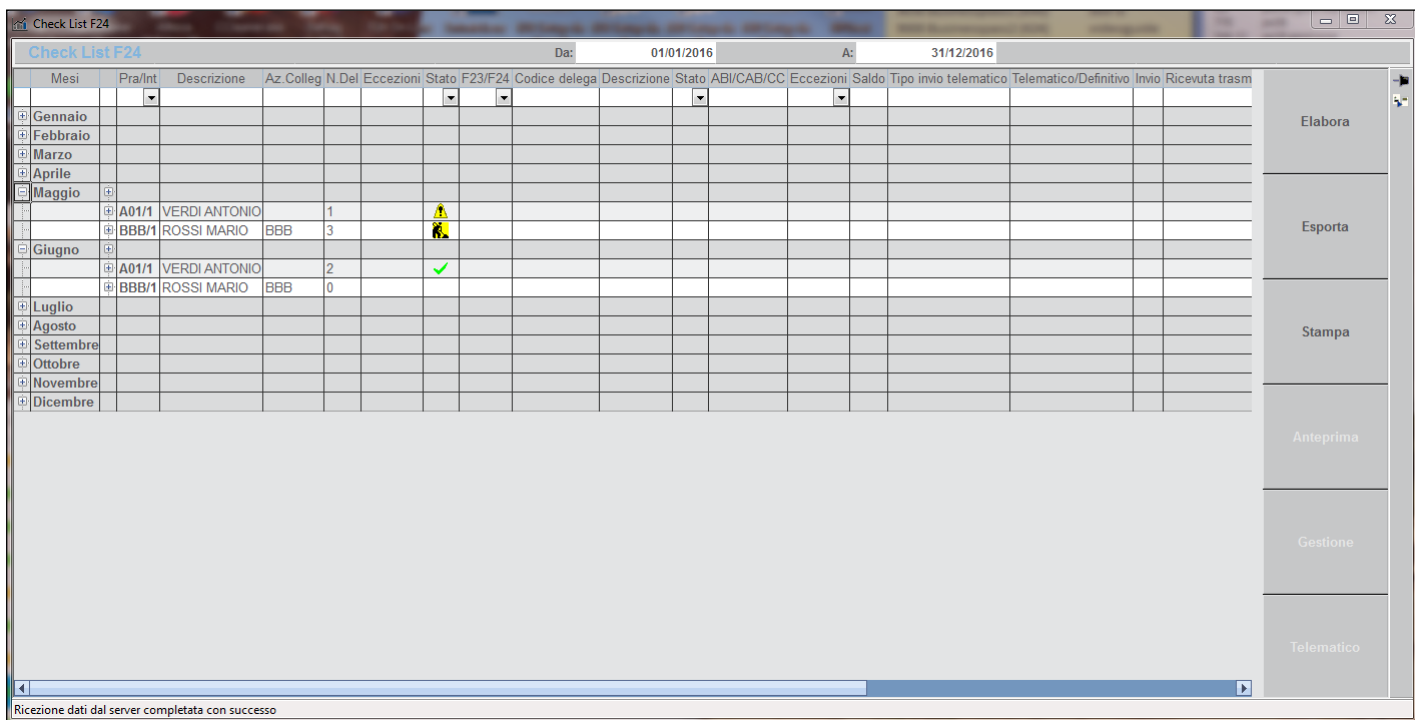 Check List F24
Check List F24 Da: 01/01/2016 A: 31/12/2016
Mesi Pra/Int Descrizione Az.Colleg N.Del Eccezioni Stato F23/F24 Codice delega Descrizione Stato ABI/CAB/CC Eccezioni Saldo Tipo invio telematico Telematico/Definitivo Invio Ricevuta trasm
Gennaio
Febbraio
Marzo
Aprile
Maggio
A01/1 VERDI ANTONIO 1
BBB/1 ROSSI MARIO BBB 3
Giugno
A01/1 VERDI ANTONIO 2
BBB/1 ROSSI MARIO BBB 0
Luglio
Agosto
Settembre
Ottobre
Novembre
Dicembre
Elabora
Esporta
Stampa
Anteprima
Gestione
Telematico
Ricezione dati dal server completata con successo